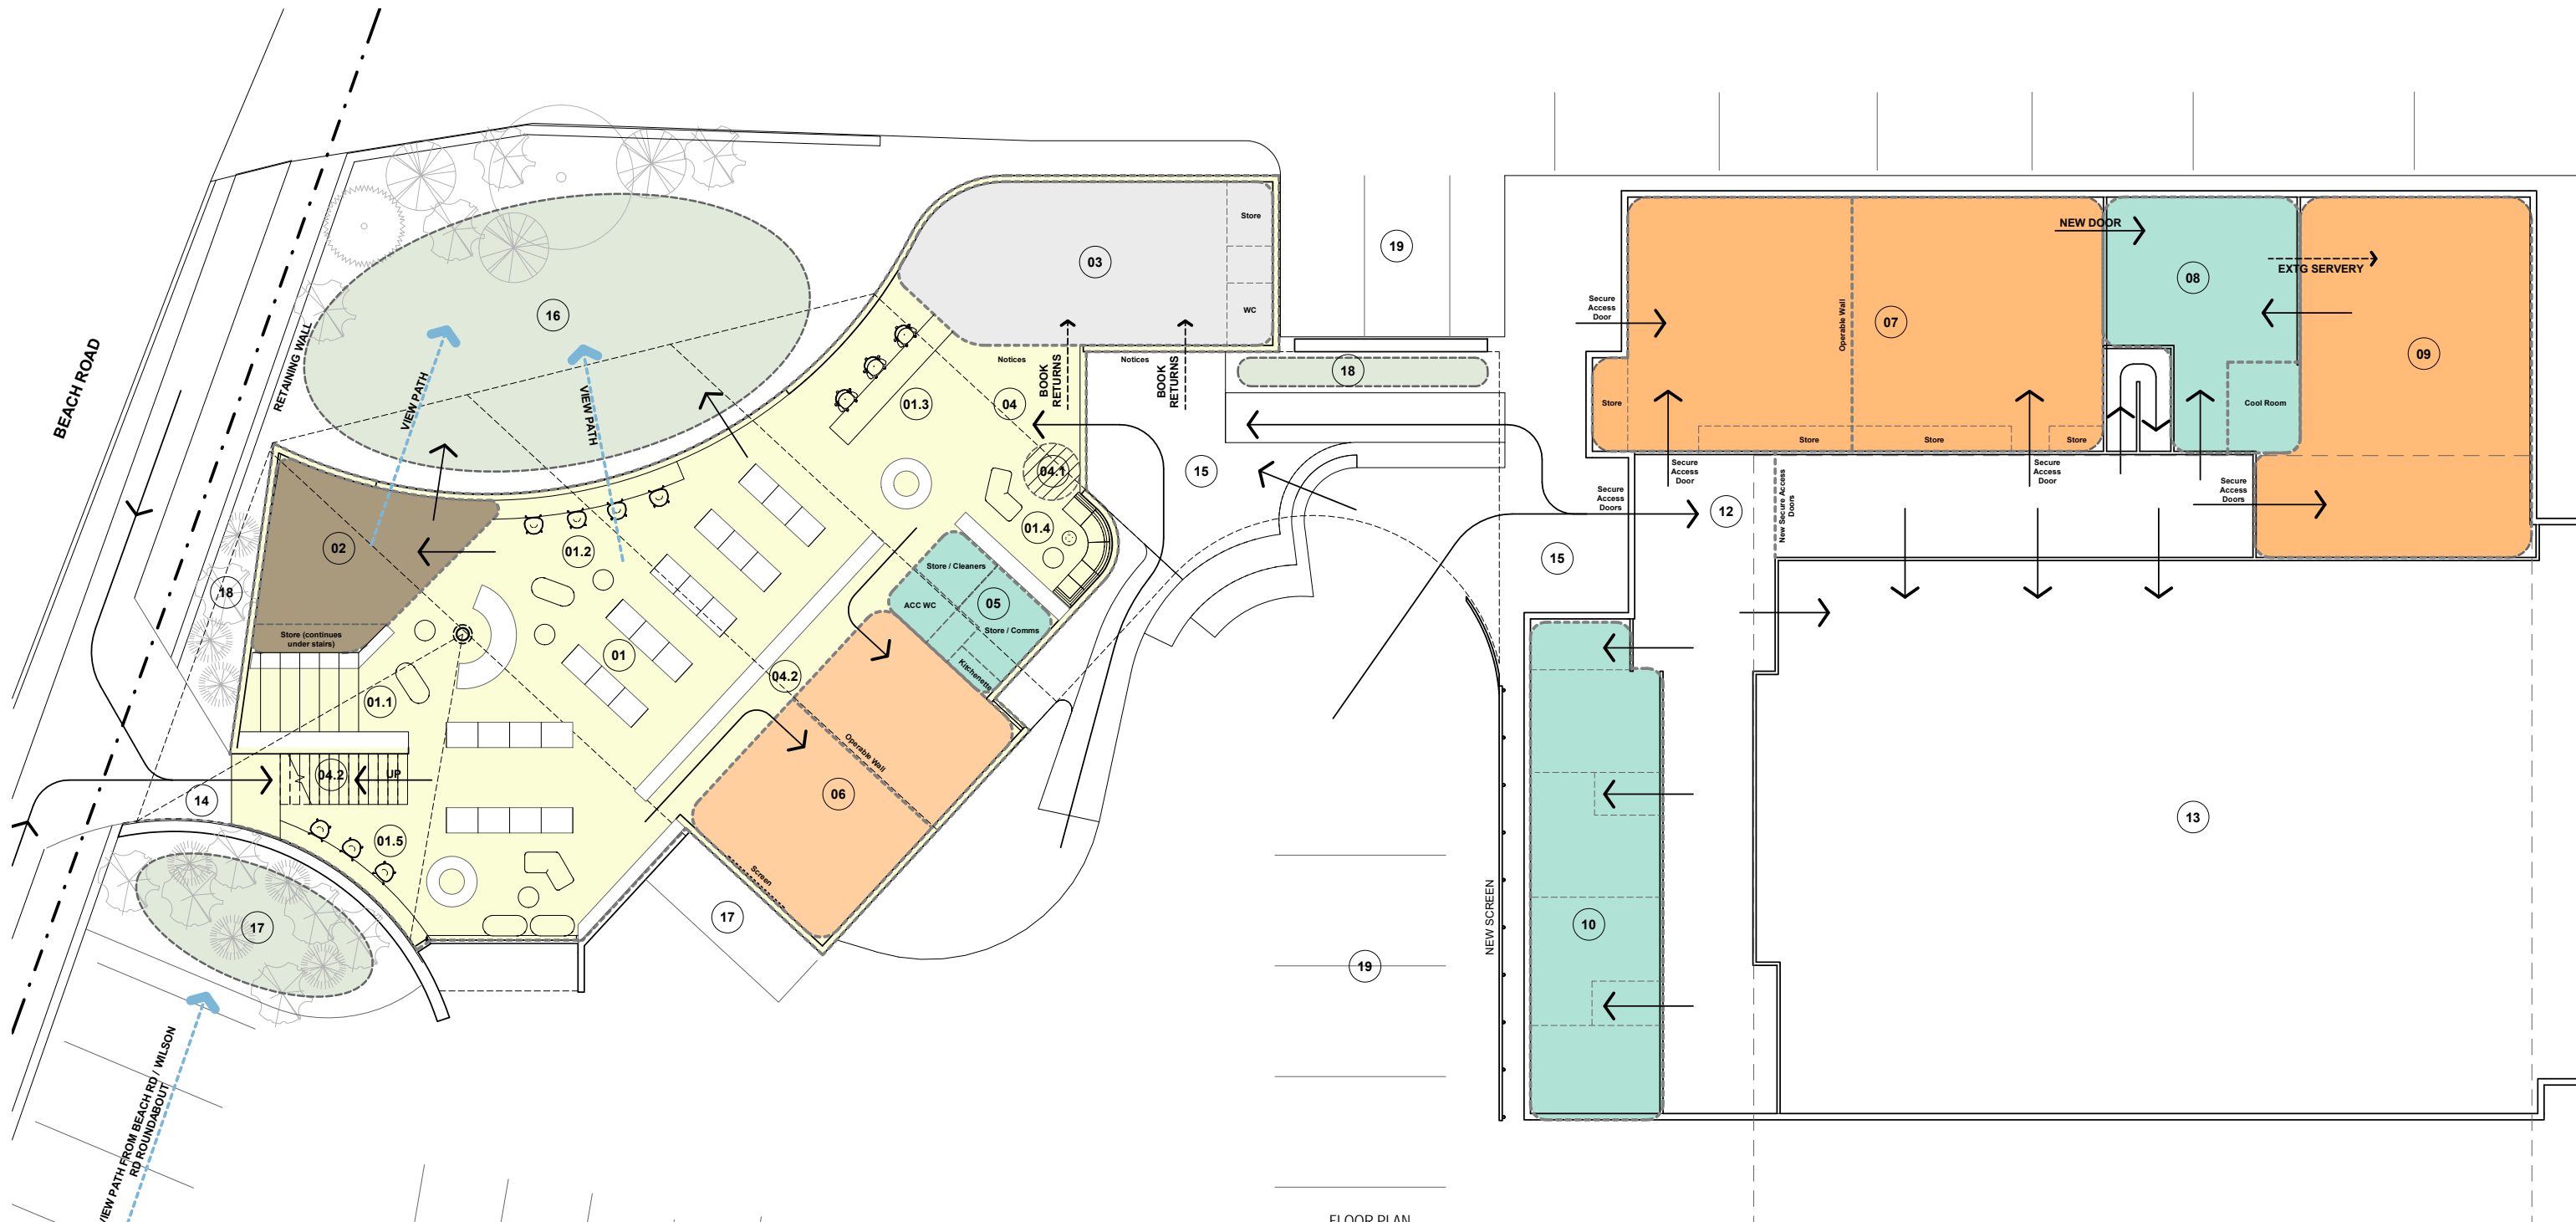 BEACH ROAD
RETAINING WALL
16
VIEW PATH
VIEW PATH
03
Store
WC
Notices
Notices
BOOK
RETURNS
BOOK
RETURNS
01.3
04
04.1
01.4
15
19
18
02
Store (continues
under stairs)
18
01.2
01
01.1
Store / Cleaners
ACC WC
05
Store / Comms
Kitchenette
04.2
04.2
UP
14
01.5
17
Operable Wall
06
Screen
17
VIEW PATH FROM BEACH RD / WILSON
RD ROUNDABOUT
Secure
Access
Door
Store
Operable Wall
07
Store
Store
Store
NEW DOOR
08
EXTG SERVERY
09
Cool Room
Secure
Access
Doors
Secure
Access
Door
12
New Secure Access
Doors
Secure
Access
Door
Secure
Access
Doors
15
NEW SCREEN
10
13
19
FLOOR PLAN